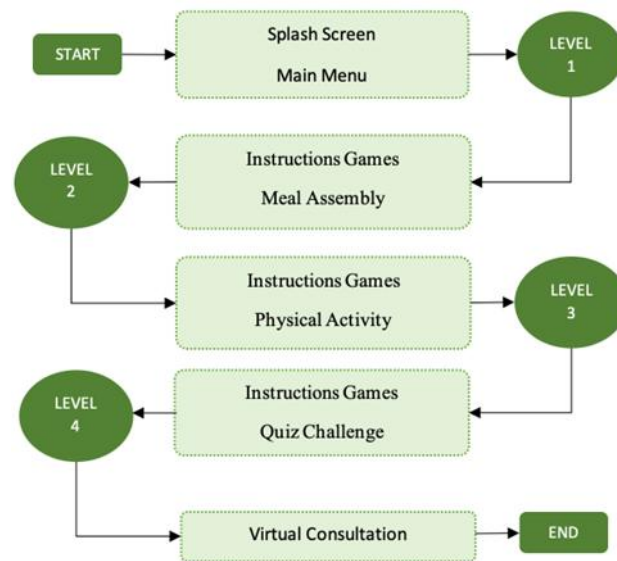 START
Splash Screen
Main Menu
LEVEL
1
Instructions Games
Meal Assembly
LEVEL
2
Instructions Games
Physical Activity
LEVEL
3
Instructions Games
Quiz Challenge
LEVEL
4
Virtual Consultation
END